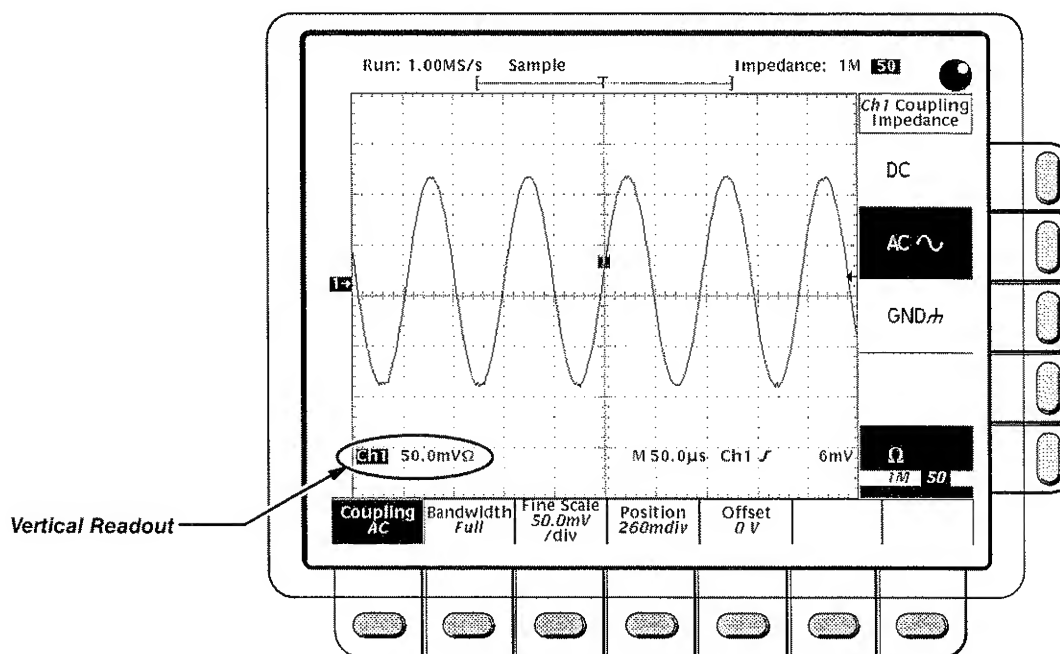 Run: 1.00MS/s Sample Impedance: 1M 50
T
Ch1 Coupling
Impedance
DC
AC
1→
T
GND
Ch1 50.0mVΩ M 50.0µs Ch1 ʃ 6mV
Ω
1M 50
Vertical Readout
Coupling
AC
Bandwidth
Full
Fine Scale
50.0mV
/div
Position
260mdiv
Offset
0 V